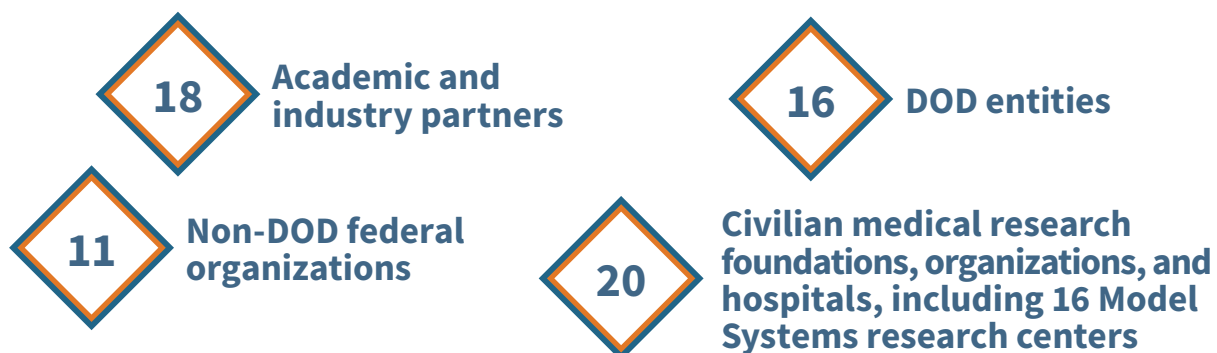 18
Academic and
industry partners
16
DOD entities
11
Non-DOD federal
organizations
20
Civilian medical research
foundations, organizations, and
hospitals, including 16 Model
Systems research centers